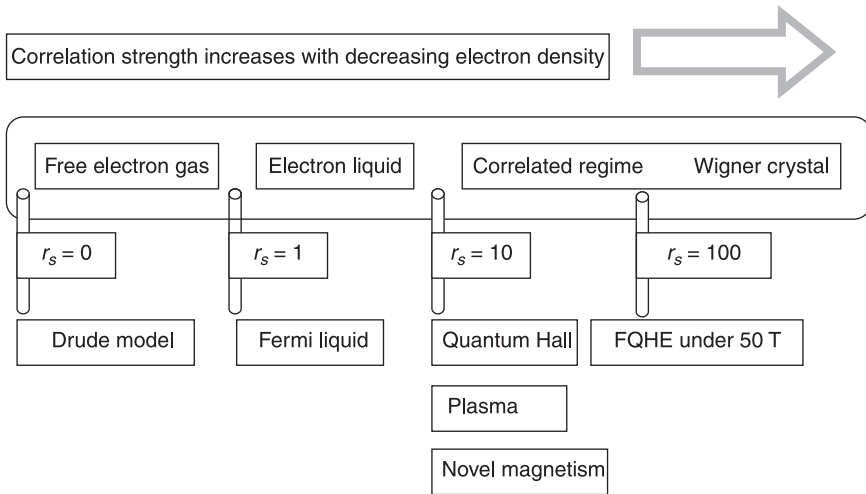 Correlation strength increases with decreasing electron density
Free electron gas
Electron liquid
Correlated regime
Wigner crystal
r_s = 0
r_s = 1
r_s = 10
r_s = 100
Drude model
Fermi liquid
Quantum Hall
FQHE under 50 T
Plasma
Novel magnetism